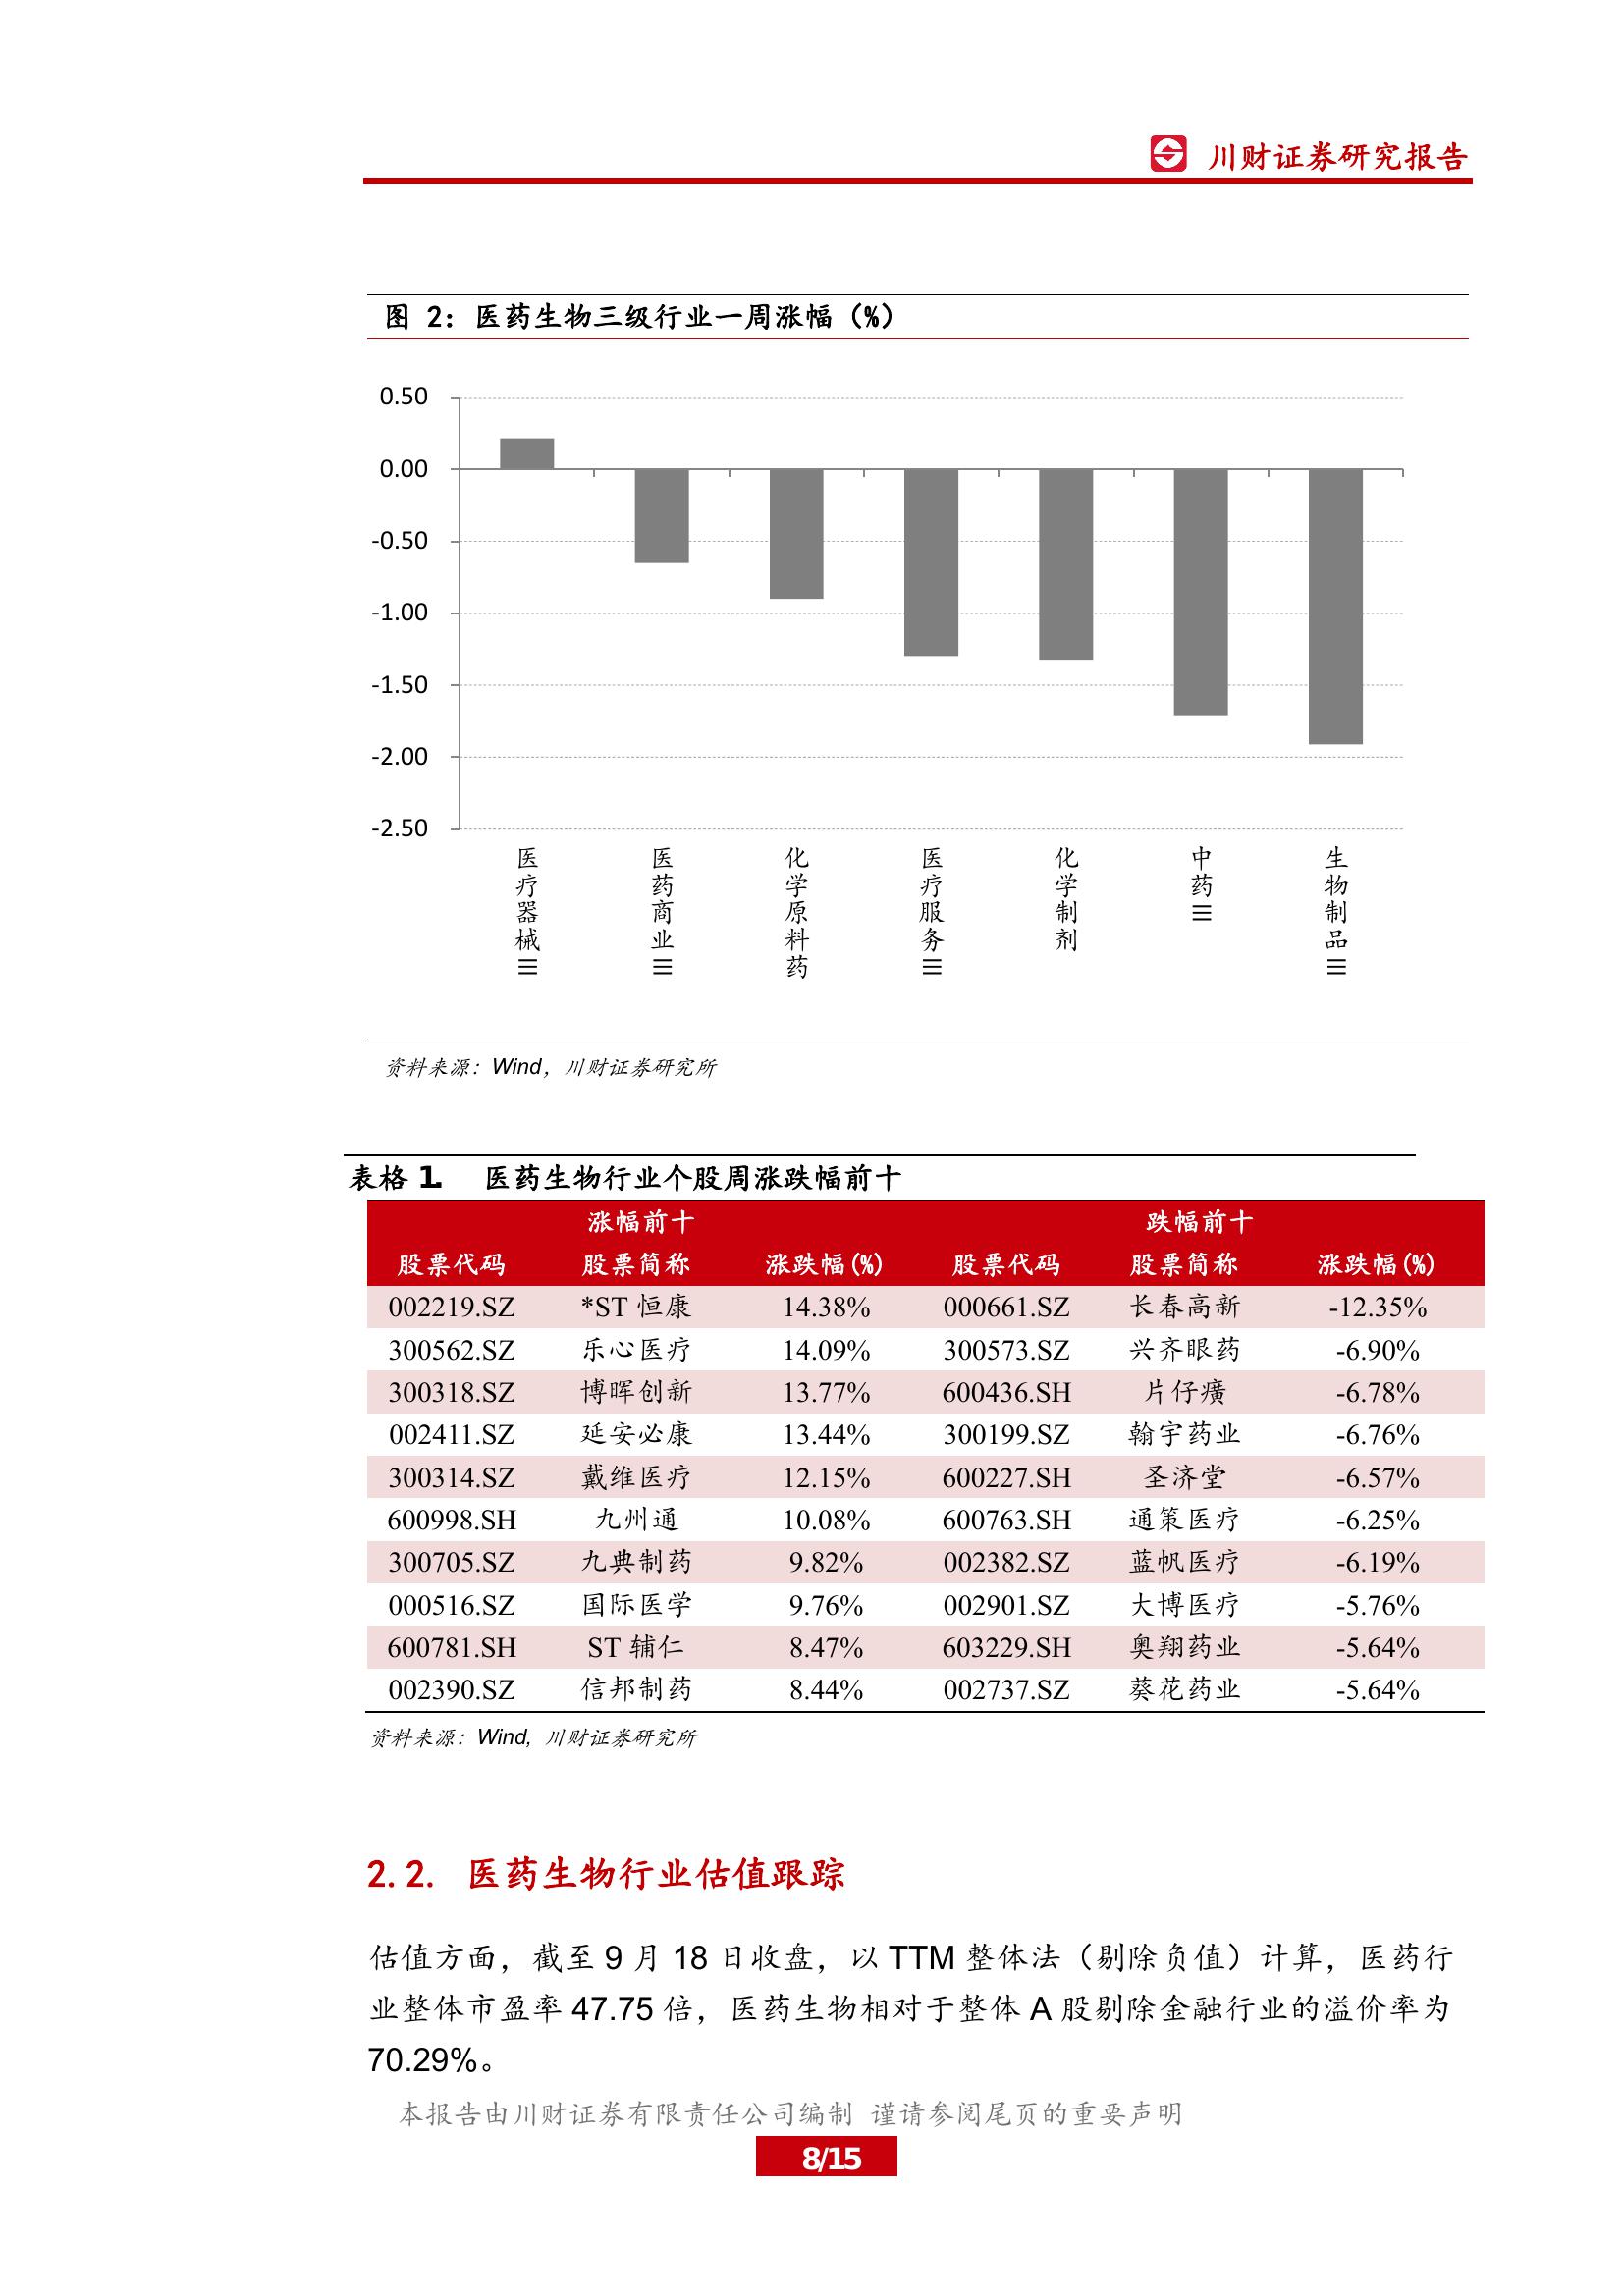 川财证券研究报告
图 2：医药生物三级行业一周涨幅（%）
0.50
0.00
-0.50
-1.00
-1.50
-2.00
-2.50
医疗器械Ⅲ
医药商业Ⅲ
化学原料药
医疗服务Ⅲ
化学制剂
中药Ⅲ
生物制品Ⅲ
资料来源：Wind，川财证券研究所
表格 1. 医药生物行业个股周涨跌幅前十
涨幅前十 跌幅前十
股票代码 股票简称 涨跌幅(%) 股票代码 股票简称 涨跌幅(%)
002219.SZ *ST 恒康 14.38% 000661.SZ 长春高新 -12.35%
300562.SZ 乐心医疗 14.09% 300573.SZ 兴齐眼药 -6.90%
300318.SZ 博晖创新 13.77% 600436.SH 片仔癀 -6.78%
002411.SZ 延安必康 13.44% 300199.SZ 翰宇药业 -6.76%
300314.SZ 戴维医疗 12.15% 600227.SH 圣济堂 -6.57%
600998.SH 九州通 10.08% 600763.SH 通策医疗 -6.25%
300705.SZ 九典制药 9.82% 002382.SZ 蓝帆医疗 -6.19%
000516.SZ 国际医学 9.76% 002901.SZ 大博医疗 -5.76%
600781.SH ST 辅仁 8.47% 603229.SH 奥翔药业 -5.64%
002390.SZ 信邦制药 8.44% 002737.SZ 葵花药业 -5.64%
资料来源：Wind, 川财证券研究所
2.2. 医药生物行业估值跟踪
估值方面，截至 9 月 18 日收盘，以 TTM 整体法（剔除负值）计算，医药行
业整体市盈率 47.75 倍，医药生物相对于整体 A 股剔除金融行业的溢价率为
70.29%。
本报告由川财证券有限责任公司编制 谨请参阅尾页的重要声明
8/15